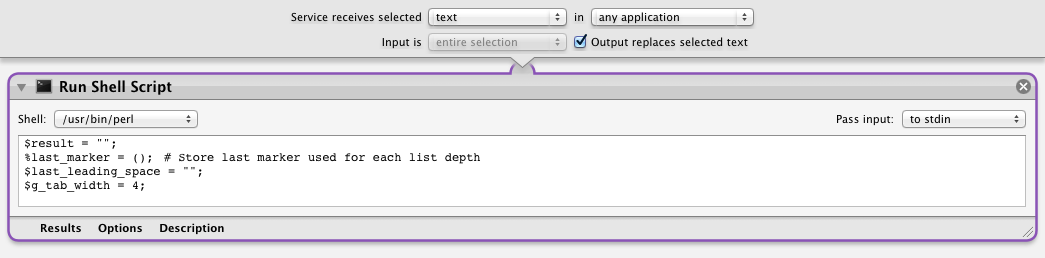 Service receives selected text in any application
Input is entire selection Output replaces selected text
Run Shell Script
Shell: /usr/bin/perl Pass input: to stdin
$result = "";
%last_marker = (); # Store last marker used for each list depth
$last_leading_space = "";
$g_tab_width = 4;
Results Options Description